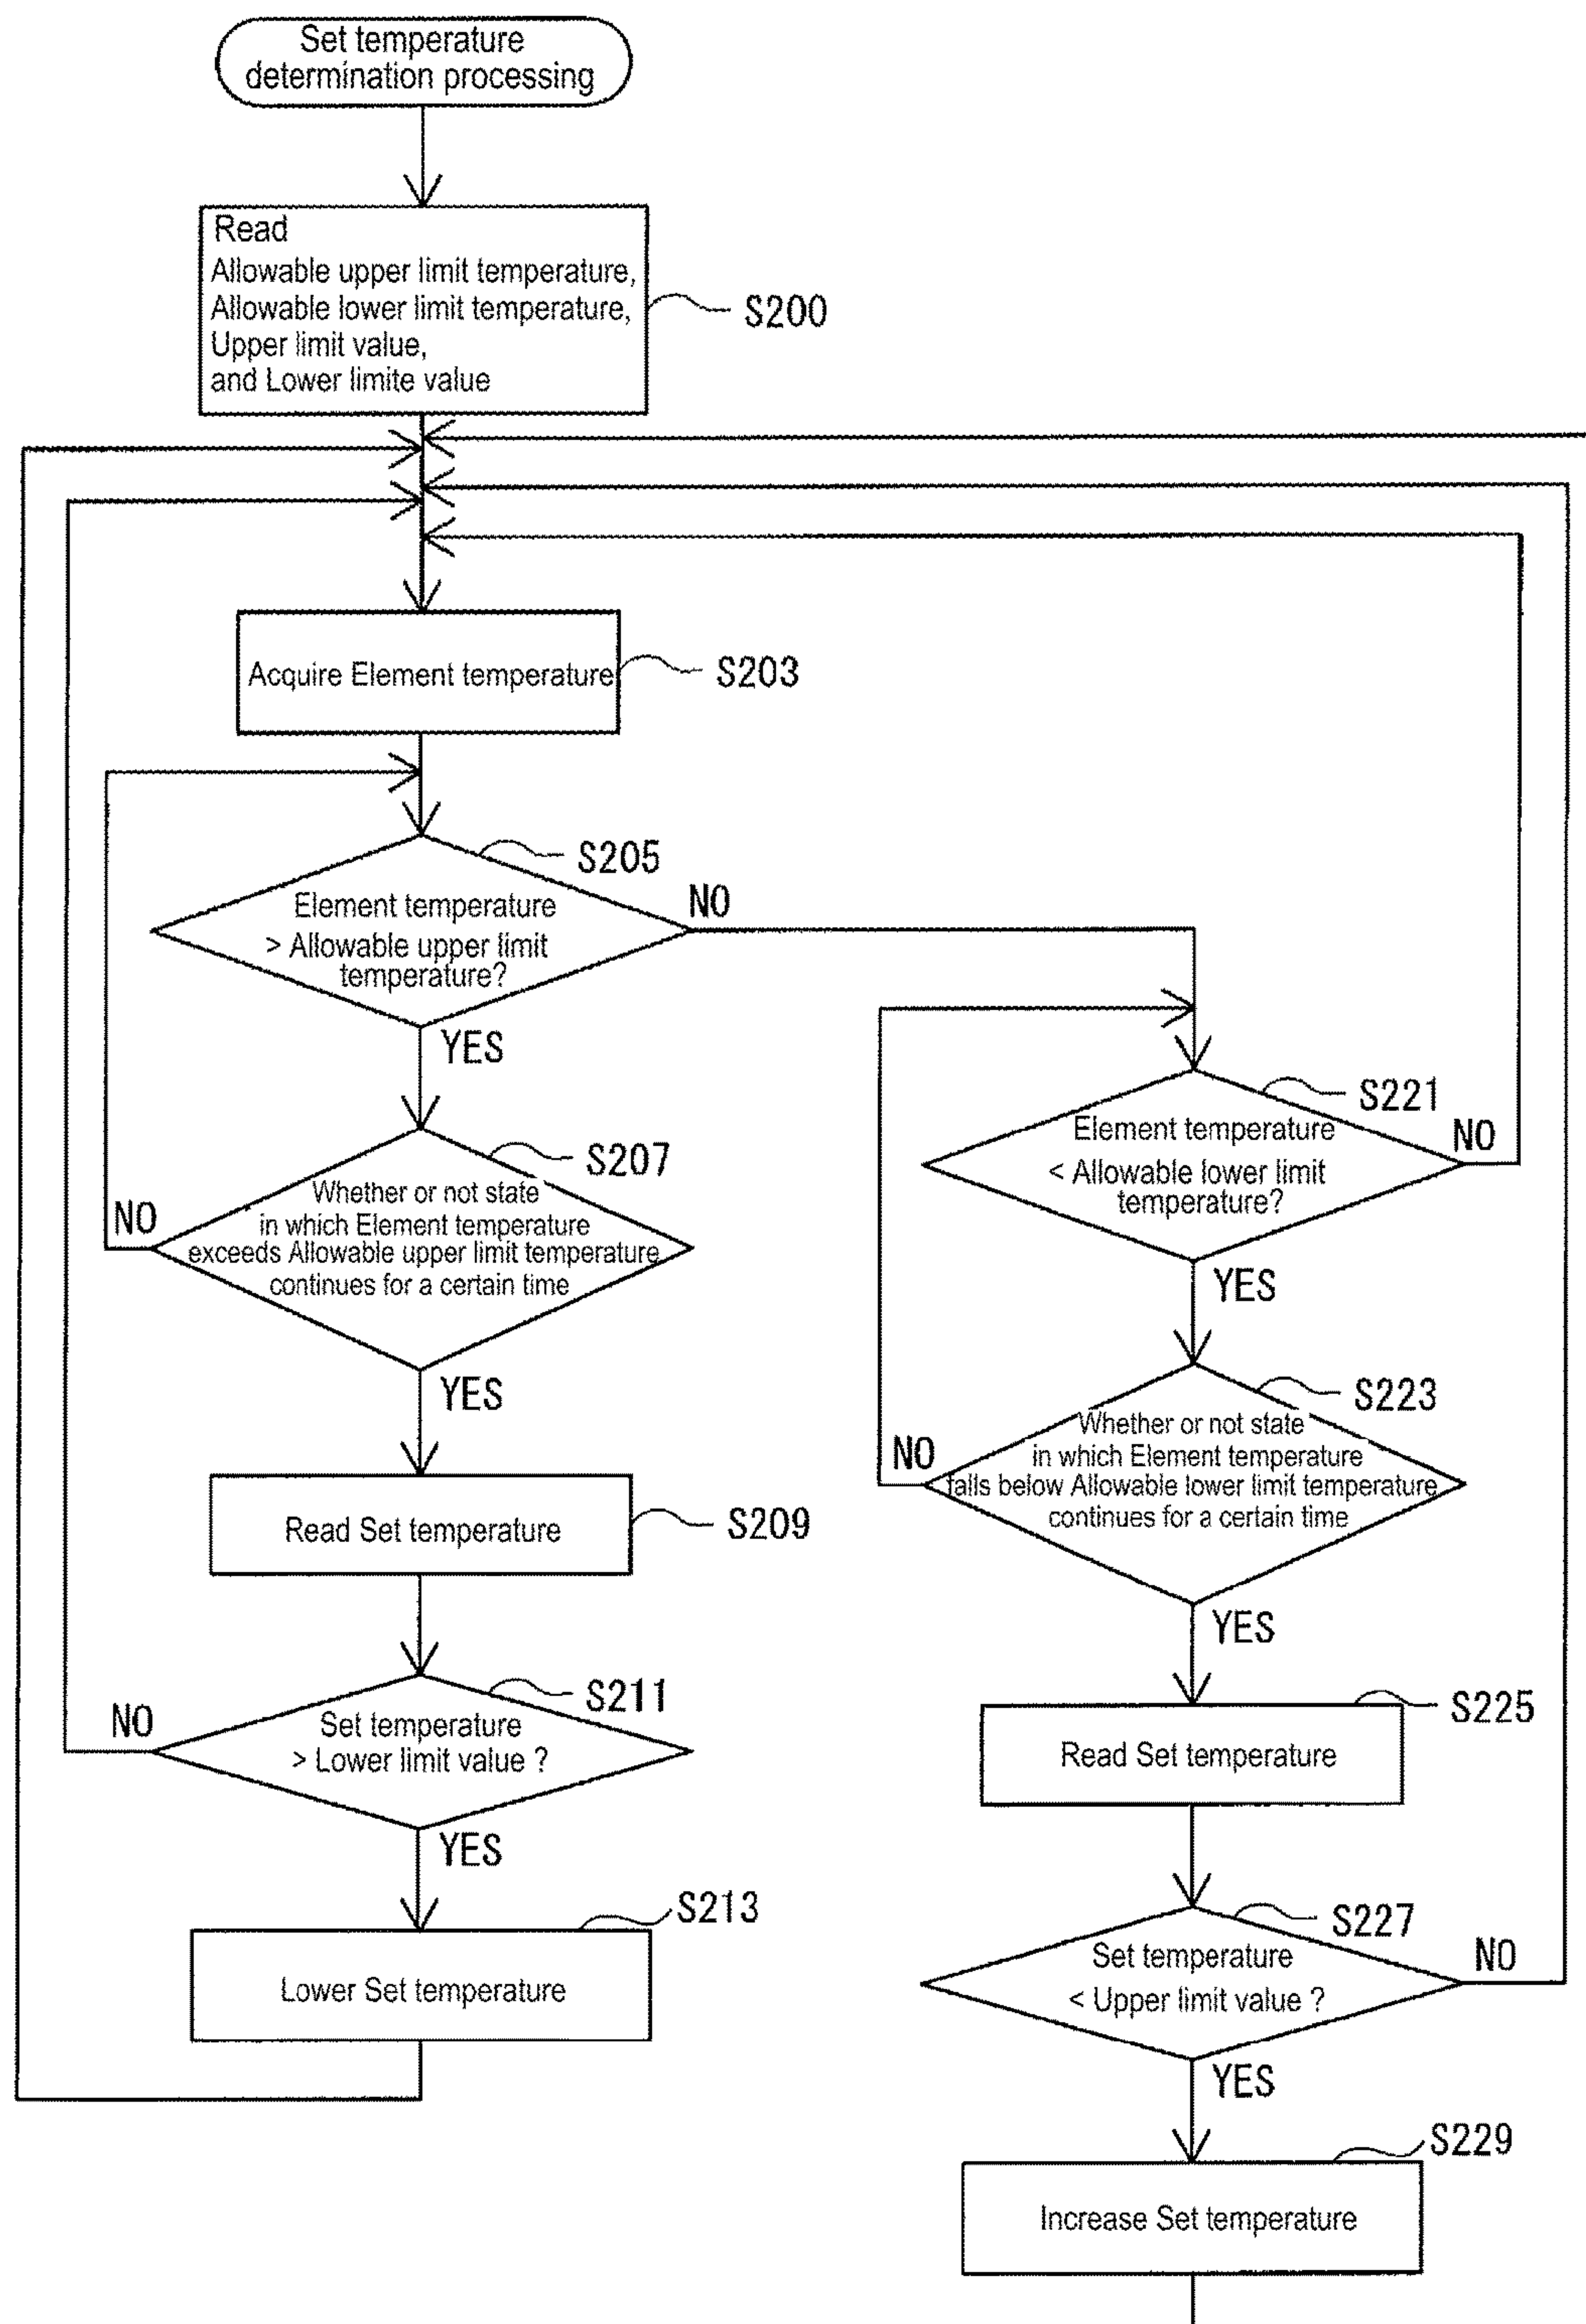 Set temperature
determination processing
Read
Allowable upper limit temperature,
Allowable lower limit temperature,
Upper limit value,
and Lower limite value
S200
Acquire Element temperature
S203
S205
Element temperature
> Allowable upper limit
temperature?
NO
YES
S207
Whether or not state
in which Element temperature
exceeds Allowable upper limit temperature
continues for a certain time
NO
YES
Read Set temperature
S209
S211
Set temperature
> Lower limit value ?
NO
YES
S213
Lower Set temperature
S221
Element temperature
< Allowable lower limit
temperature?
NO
YES
S223
Whether or not state
in which Element temperature
falls below Allowable lower limit temperature
continues for a certain time
NO
YES
S225
Read Set temperature
S227
Set temperature
< Upper limit value ?
NO
YES
S229
Increase Set temperature